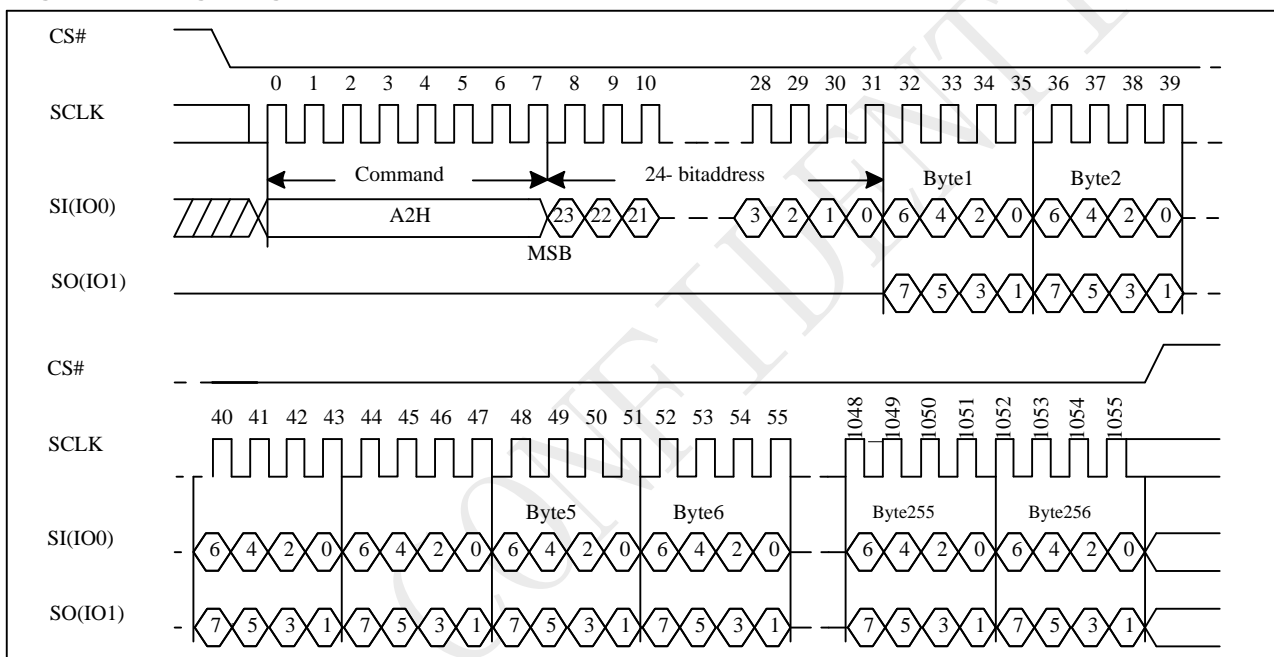 CS#
0 1 2 3 4 5 6 7 8 9 10 28 29 30 31 32 33 34 35 36 37 38 39
SCLK
Command 24- bitaddress Byte1 Byte2
SI(IO0) A2H 23 22 21 3 2 1 0 6 4 2 0 6 4 2 0
MSB
SO(IO1) 7 5 3 1 7 5 3 1
CS#
40 41 42 43 44 45 46 47 48 49 50 51 52 53 54 55 1048 1049 1050 1051 1052 1053 1054 1055
SCLK
Byte5 Byte6 Byte255 Byte256
SI(IO0) 6 4 2 0 6 4 2 0 6 4 2 0 6 4 2 0 6 4 2 0 6 4 2 0
SO(IO1) 7 5 3 1 7 5 3 1 7 5 3 1 7 5 3 1 7 5 3 1 7 5 3 1
CONFIDENT